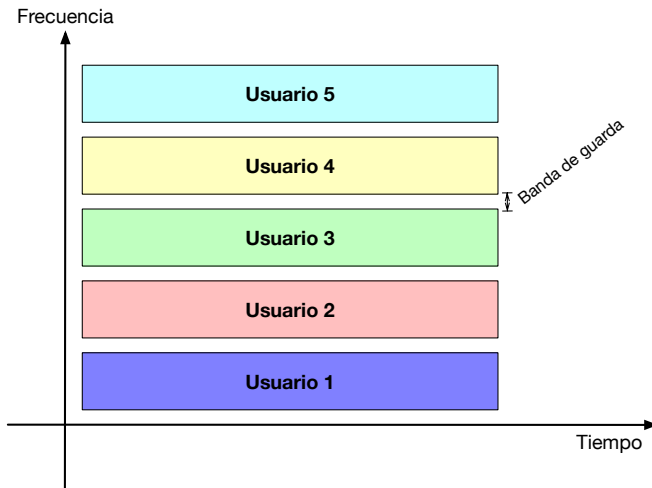 Frecuencia
Usuario 5
Usuario 4
Banda de guarda
Usuario 3
Usuario 2
Usuario 1
Tiempo